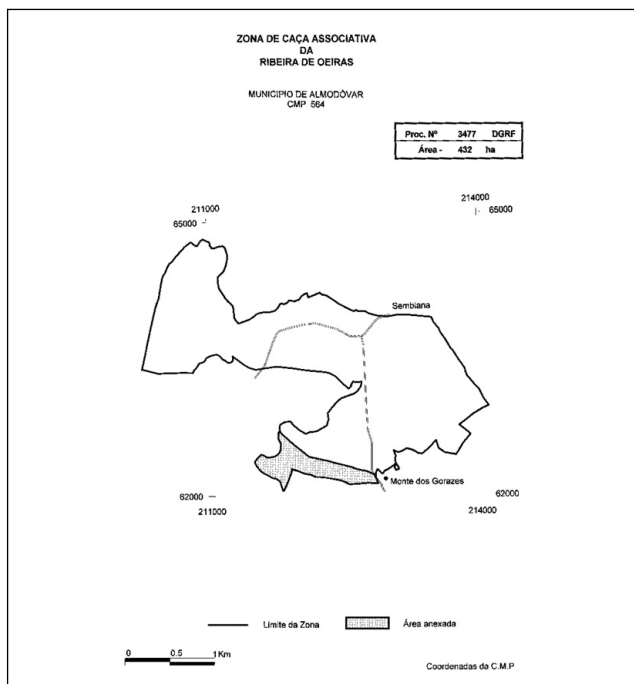 ZONA DE CAÇA ASSOCIATIVA
DA
RIBEIRA DE OEIRAS
MUNICIPIO DE ALMODÔVAR
CMP 564
Proc. Nº 3477 DGRF
Área - 432 ha
211000
65000
214000
65000
Sembiana
Monte dos Gorazes
62000
211000
62000
214000
Limite da Zona
Área anexada
0 0.5 1 Km
Coordenadas da C.M.P